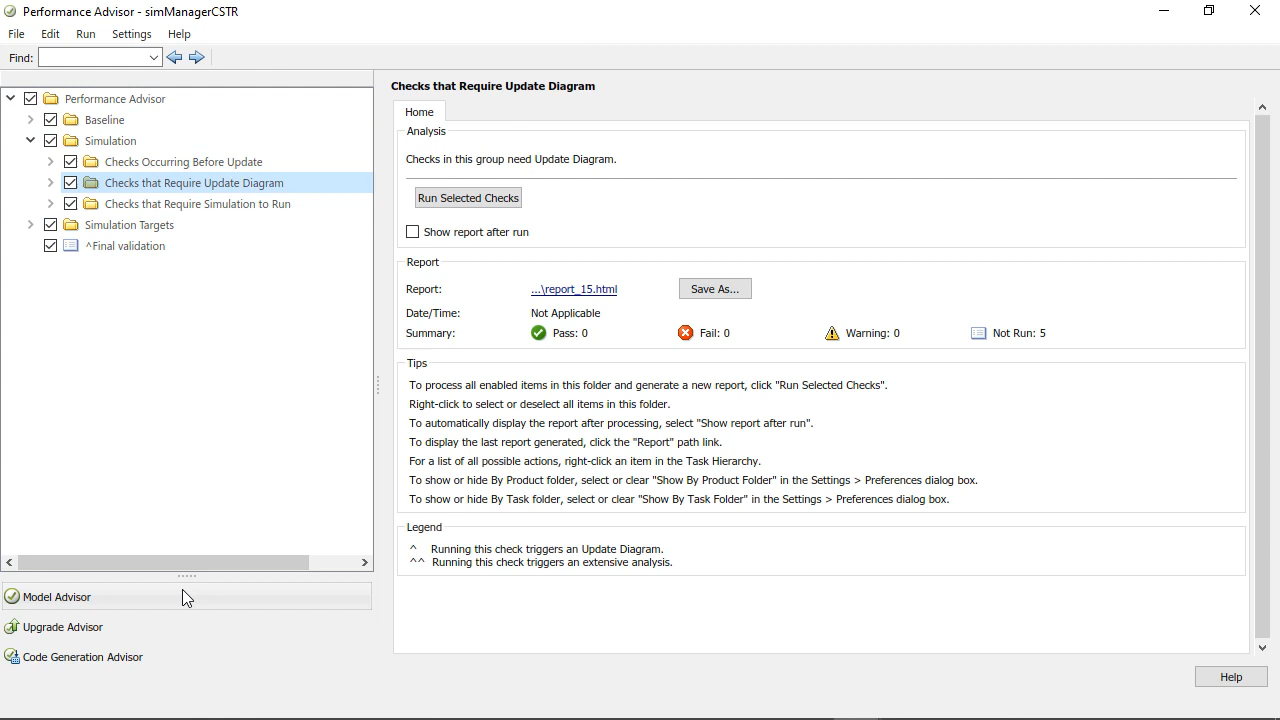 Performance Advisor - simManagerCSTR
File Edit Run Settings Help
Find:
Performance Advisor
Baseline
Simulation
Checks Occurring Before Update
Checks that Require Update Diagram
Checks that Require Simulation to Run
Simulation Targets
^Final validation
Model Advisor
Upgrade Advisor
Code Generation Advisor
Checks that Require Update Diagram
Home
Analysis
Checks in this group need Update Diagram.
Run Selected Checks
Show report after run
Report
Report: ...\report_15.html Save As...
Date/Time: Not Applicable
Summary: Pass: 0 Fail: 0 Warning: 0 Not Run: 5
Tips
To process all enabled items in this folder and generate a new report, click "Run Selected Checks".
Right-click to select or deselect all items in this folder.
To automatically display the report after processing, select "Show report after run".
To display the last report generated, click the "Report" path link.
For a list of all possible actions, right-click an item in the Task Hierarchy.
To show or hide By Product folder, select or clear "Show By Product Folder" in the Settings > Preferences dialog box.
To show or hide By Task folder, select or clear "Show By Task Folder" in the Settings > Preferences dialog box.
Legend
^ Running this check triggers an Update Diagram.
^^ Running this check triggers an extensive analysis.
Help